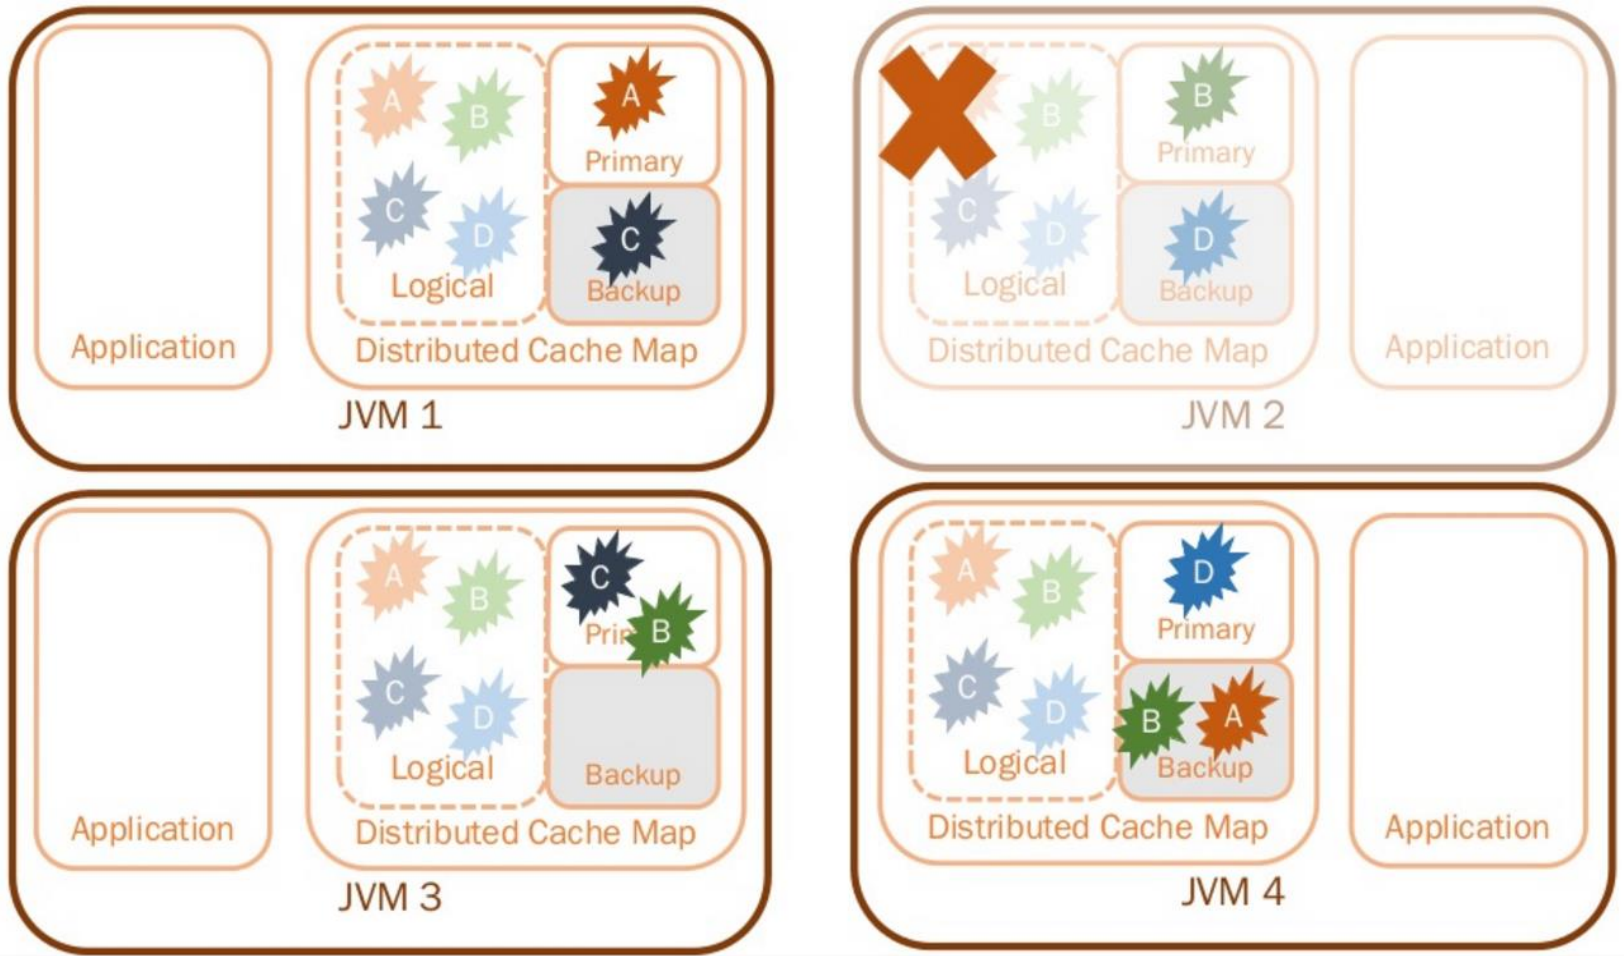 A
B
A
Primary
C
D
C
Logical
Backup
Application
Distributed Cache Map
JVM 1
B
B
Primary
C
D
D
Logical
Backup
Distributed Cache Map
Application
JVM 2
A
B
C
B
C
D
Logical
Backup
Application
Distributed Cache Map
JVM 3
A
B
D
Primary
C
D
B
A
Logical
Backup
Distributed Cache Map
Application
JVM 4